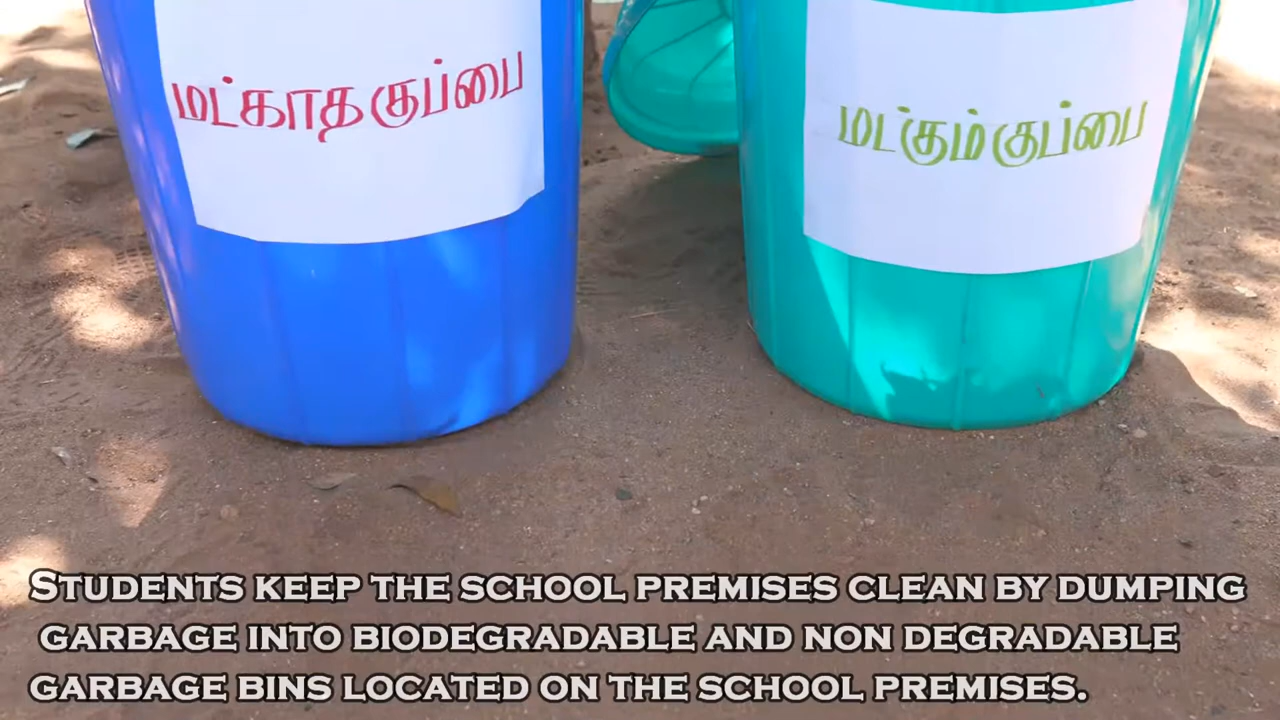 மட்காத குப்பை
மட்கும் குப்பை
STUDENTS KEEP THE SCHOOL PREMISES CLEAN BY DUMPING
GARBAGE INTO BIODEGRADABLE AND NON DEGRADABLE
GARBAGE BINS LOCATED ON THE SCHOOL PREMISES.